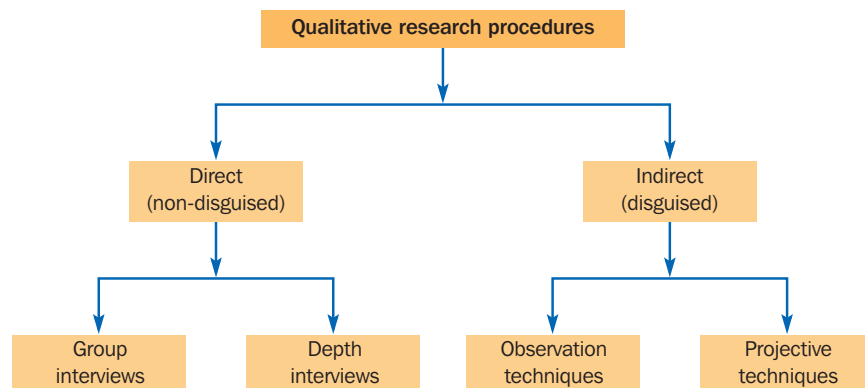 Qualitative research procedures
Direct
(non-disguised)
Indirect
(disguised)
Group
interviews
Depth
interviews
Observation
techniques
Projective
techniques